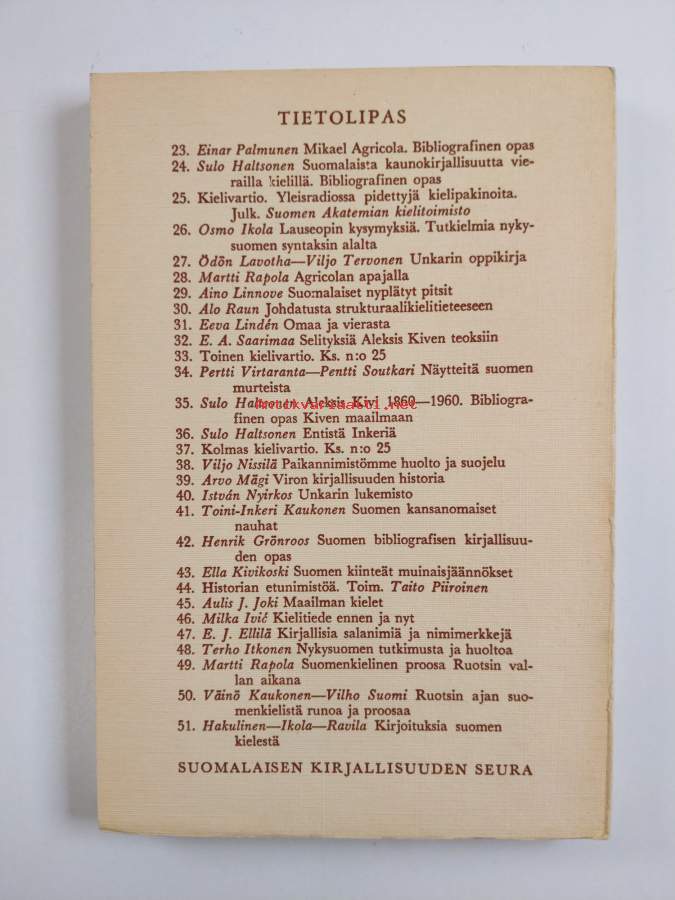 TIETOLIPAS
23. Einar Palmunen Mikael Agricola. Bibliografinen opas
24. Sulo Haltsonen Suomalaista kaunokirjallisuutta vie-
railla kielillä. Bibliografinen opas
25. Kielivartio. Yleisradiossa pidettyjä kielipakinoita.
Julk. Suomen Akatemian kielitoimisto
26. Osmo Ikola Lauseopin kysymyksiä. Tutkielmia nyky-
suomen syntaksin alalta
27. Ödön Lavotha—Viljo Tervonen Unkarin oppikirja
28. Martti Rapola Agricolan apajalla
29. Aino Linnove Suomalaiset nyplätyt pitsit
30. Alo Raun Johdatusta strukturaalikielitieteeseen
31. Eeva Lindén Omaa ja vierasta
32. E. A. Saarimaa Selityksiä Aleksis Kiven teoksiin
33. Toinen kielivartio. Ks. n:o 25
34. Pertti Virtaranta—Pentti Soutkari Näytteitä suomen
murteista
35. Sulo Haltsonen Aleksis Kivi 1860—1960. Bibliogra-
finen opas Kiven maailmaan
antikvariaatti.net
36. Sulo Haltsonen Entistä Inkeriä
37. Kolmas kielivartio. Ks. n:o 25
38. Viljo Nissilä Paikannimistömme huolto ja suojelu
39. Arvo Mägi Viron kirjallisuuden historia
40. István Nyirkos Unkarin lukemisto
41. Toini-Inkeri Kaukonen Suomen kansanomaiset
nauhat
42. Henrik Grönroos Suomen bibliografisen kirjallisuu-
den opas
43. Ella Kivikoski Suomen kiinteät muinaisjäännökset
44. Historian etunimistöä. Toim. Taito Piiroinen
45. Aulis J. Joki Maailman kielet
46. Milka Ivić Kielitiede ennen ja nyt
47. E. J. Ellilä Kirjallisia salanimiä ja nimimerkkejä
48. Terho Itkonen Nykysuomen tutkimusta ja huoltoa
49. Martti Rapola Suomenkielinen proosa Ruotsin val-
lan aikana
50. Väinö Kaukonen—Vilho Suomi Ruotsin ajan suo-
menkielistä runoa ja proosaa
51. Hakulinen—Ikola—Ravila Kirjoituksia suomen
kielestä
SUOMALAISEN KIRJALLISUUDEN SEURA